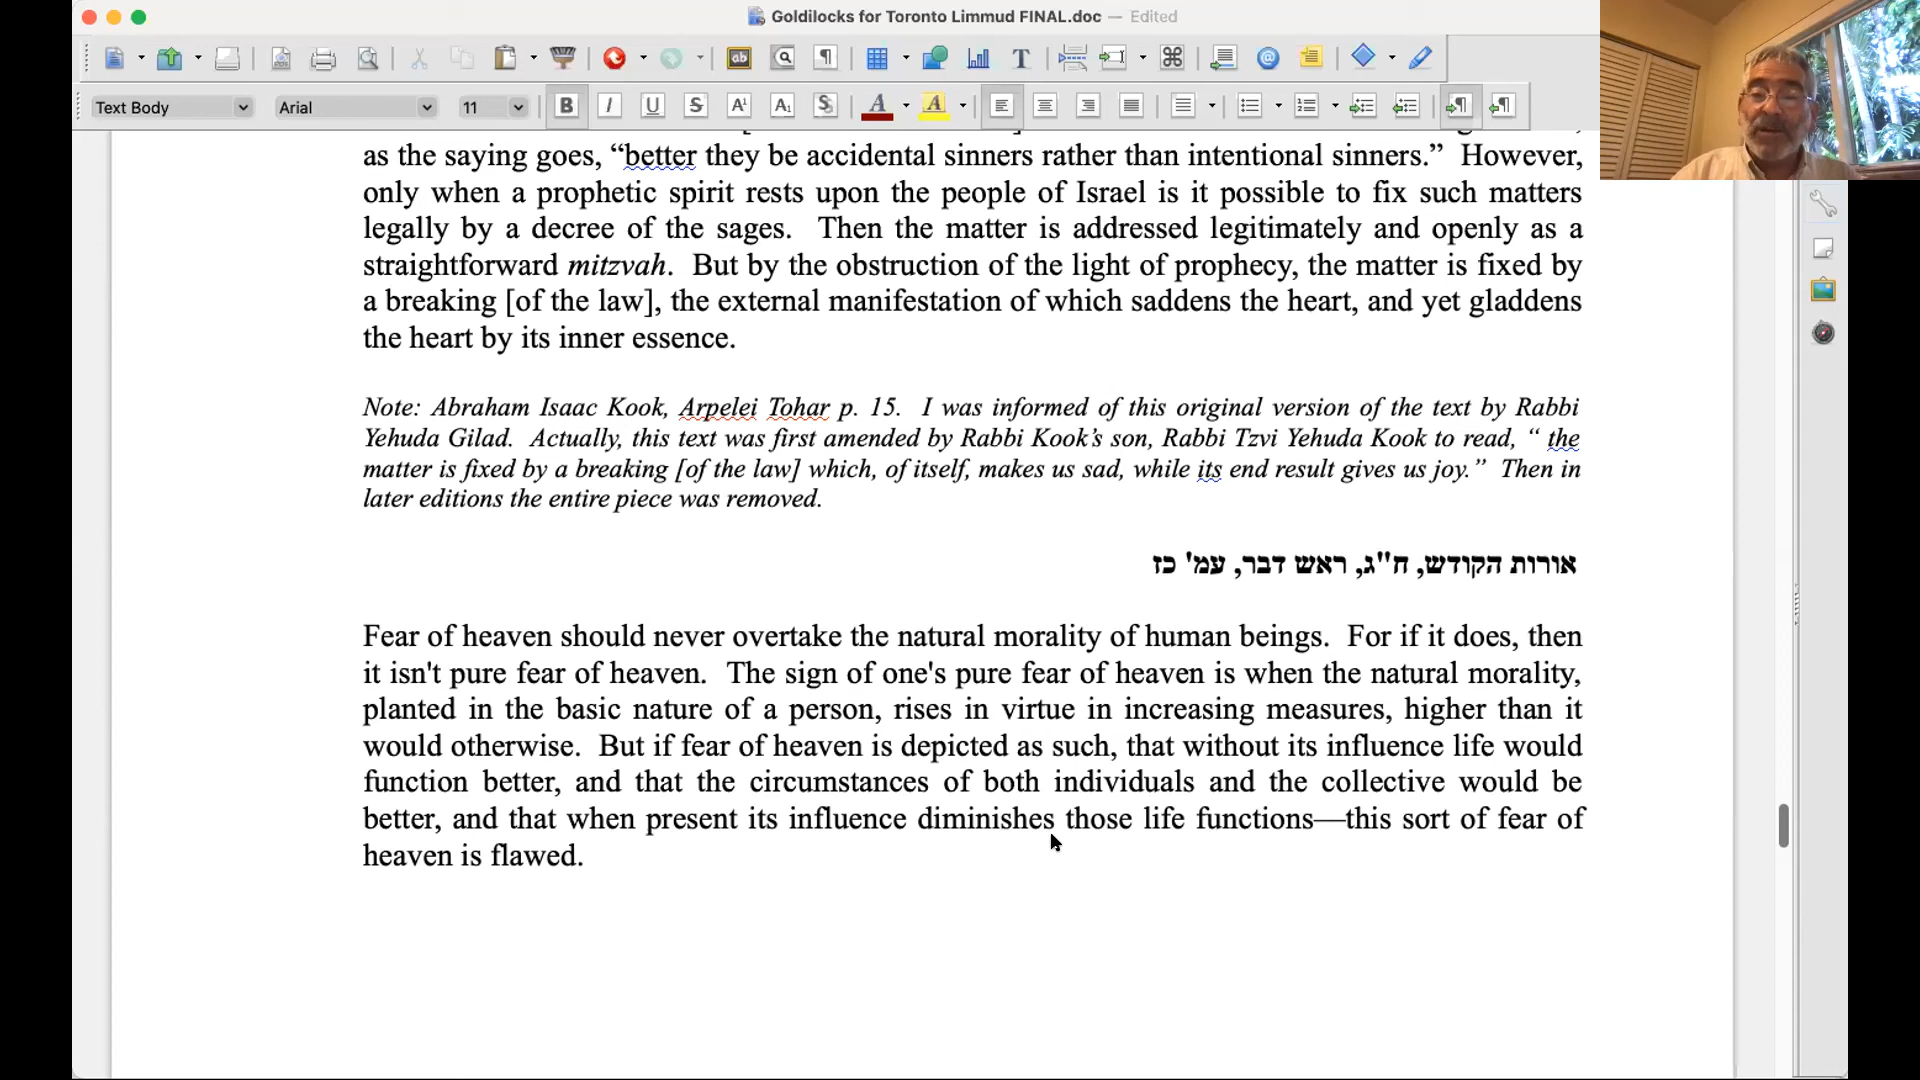 Goldilocks for Toronto Limmud FINAL.doc — Edited
Text Body Arial 11
as the saying goes, “better they be accidental sinners rather than intentional sinners.” However,
only when a prophetic spirit rests upon the people of Israel is it possible to fix such matters
legally by a decree of the sages. Then the matter is addressed legitimately and openly as a
straightforward mitzvah. But by the obstruction of the light of prophecy, the matter is fixed by
a breaking [of the law], the external manifestation of which saddens the heart, and yet gladdens
the heart by its inner essence.
Note: Abraham Isaac Kook, Arpelei Tohar p. 15. I was informed of this original version of the text by Rabbi
Yehuda Gilad. Actually, this text was first amended by Rabbi Kook’s son, Rabbi Tzvi Yehuda Kook to read, “ the
matter is fixed by a breaking [of the law] which, of itself, makes us sad, while its end result gives us joy.” Then in
later editions the entire piece was removed.
אורות הקודש, ח"ג, ראש דבר, עמ' כז
Fear of heaven should never overtake the natural morality of human beings. For if it does, then
it isn't pure fear of heaven. The sign of one's pure fear of heaven is when the natural morality,
planted in the basic nature of a person, rises in virtue in increasing measures, higher than it
would otherwise. But if fear of heaven is depicted as such, that without its influence life would
function better, and that the circumstances of both individuals and the collective would be
better, and that when present its influence diminishes those life functions—this sort of fear of
heaven is flawed.